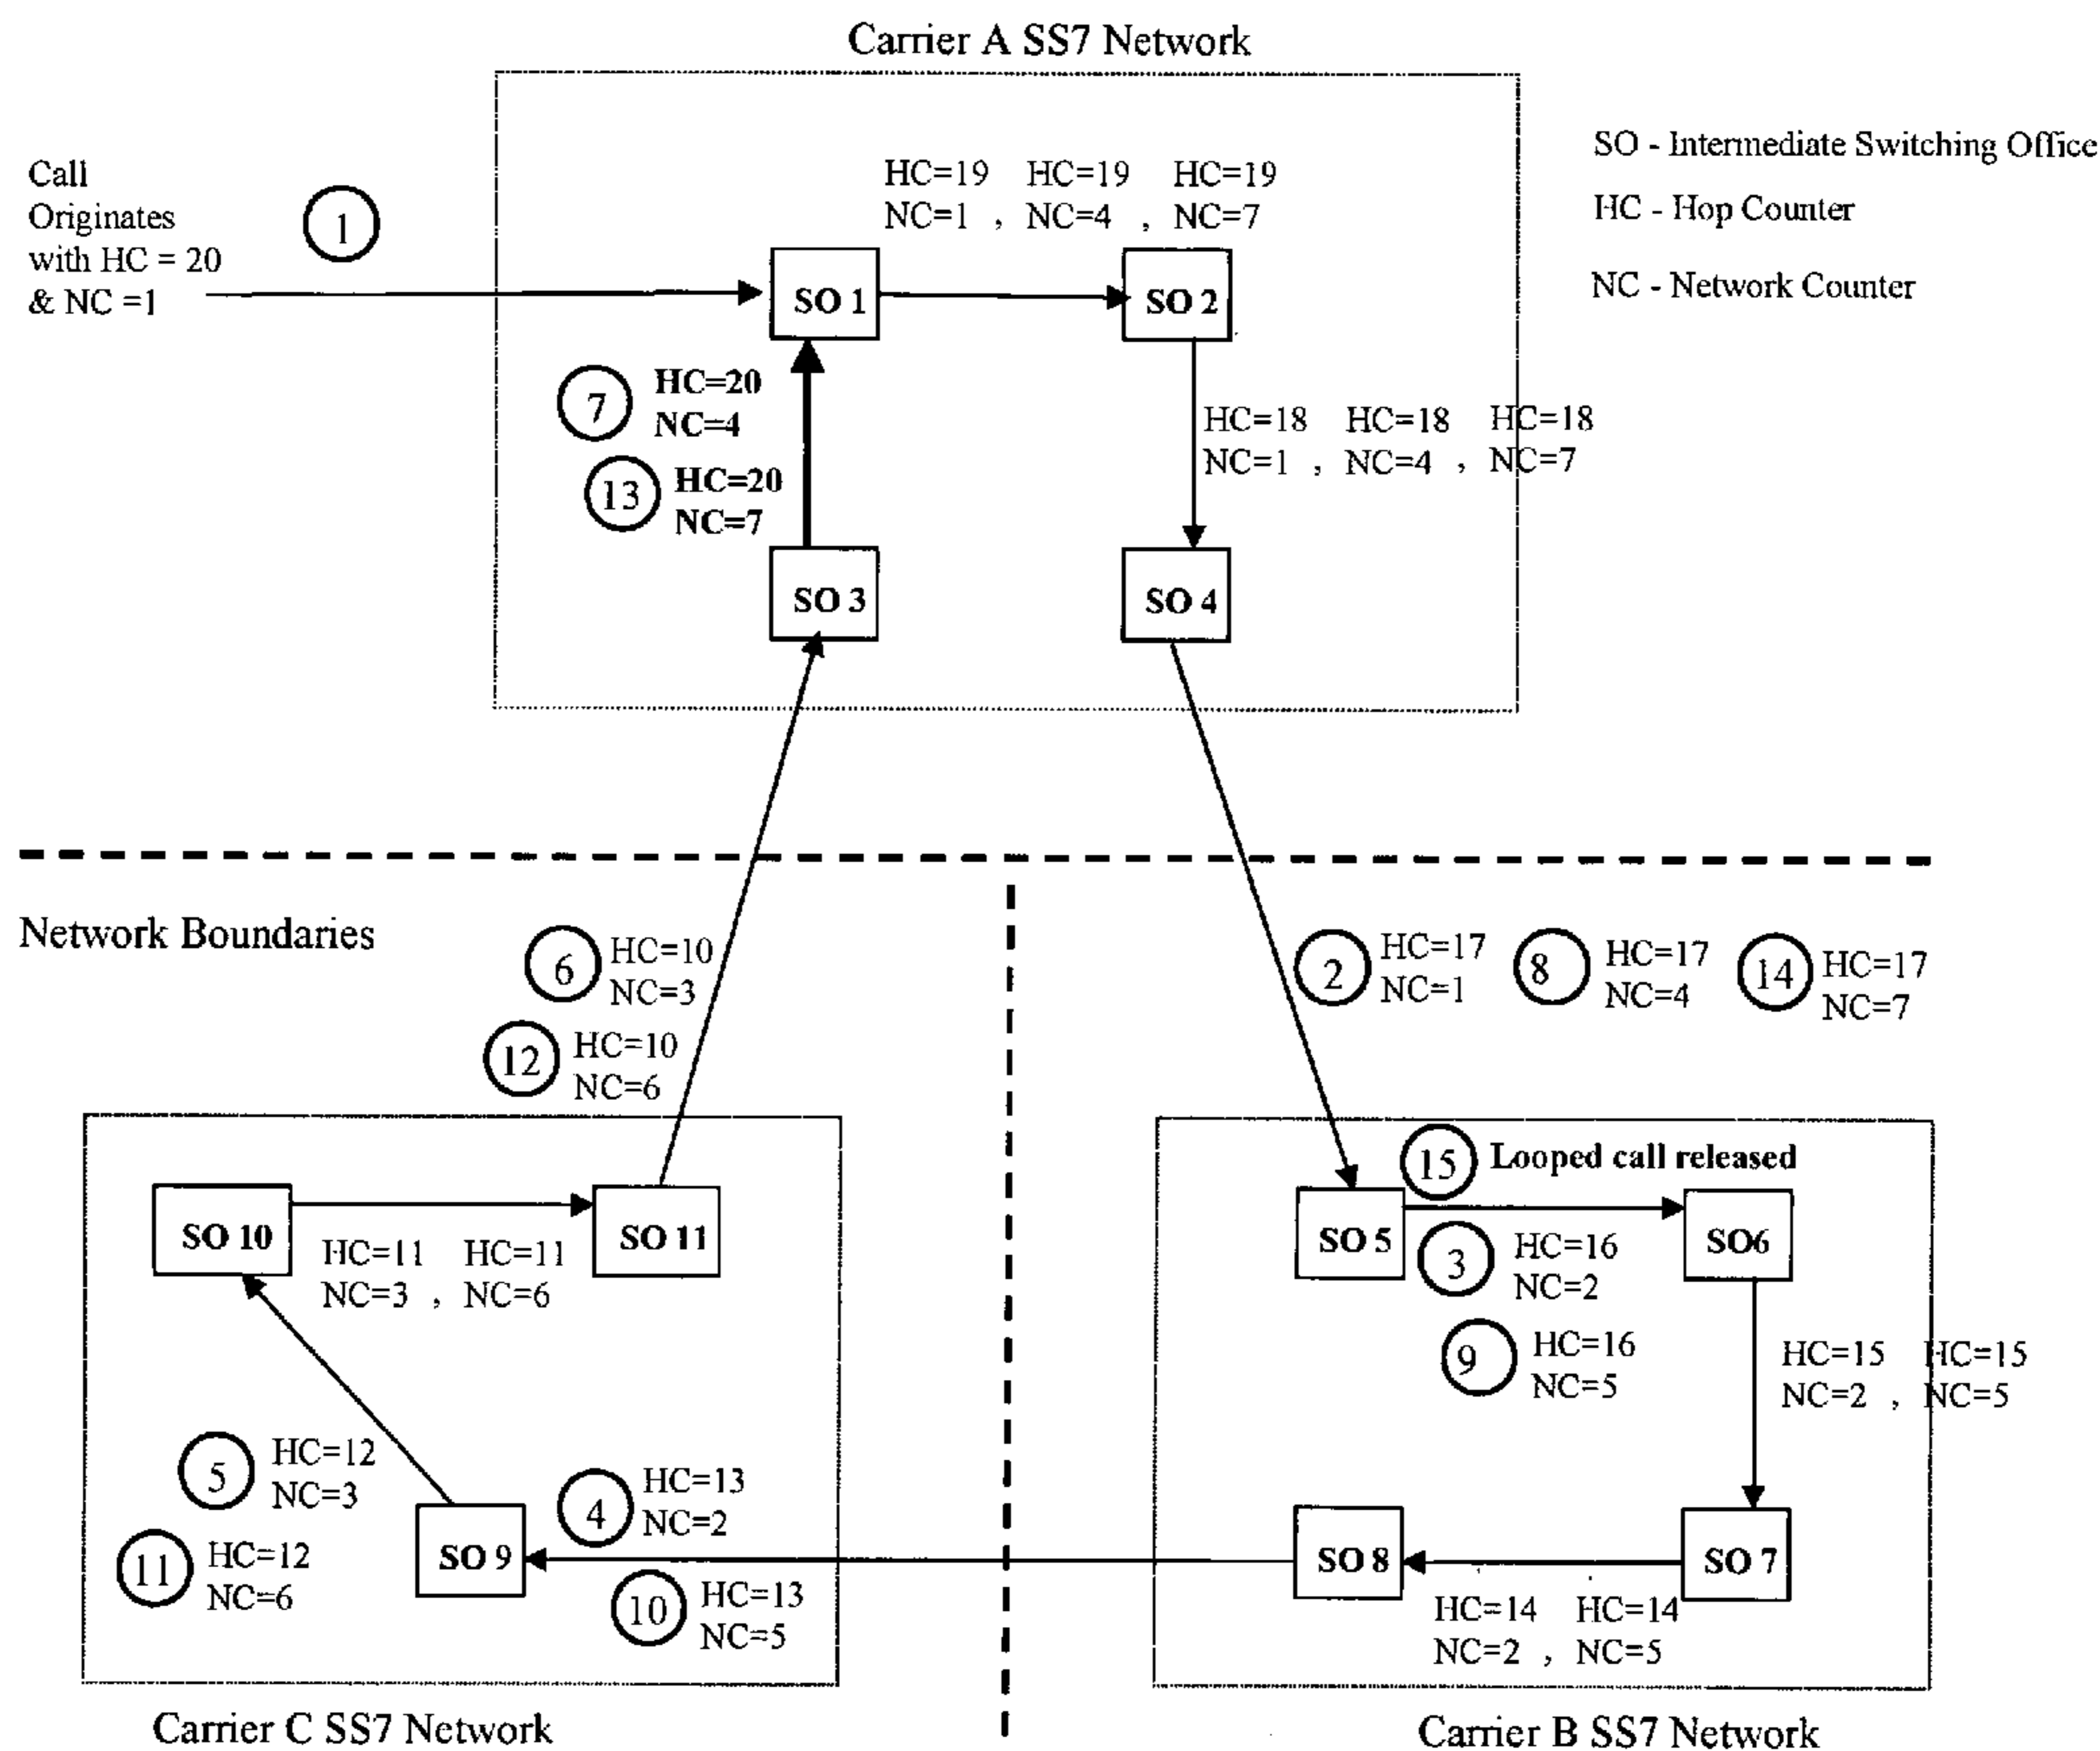 Carrier A SS7 Network
Call
Originates
with HC = 20
& NC =1
1
HC=19 HC=19 HC=19
NC=1 , NC=4 , NC=7
SO - Intermediate Switching Office
HC - Hop Counter
NC - Network Counter
SO 1
SO 2
7
HC=20
NC=4
13
HC=20
NC=7
HC=18 HC=18 HC=18
NC=1 , NC=4 , NC=7
SO 3
SO 4
Network Boundaries
6
HC=10
NC=3
12
HC=10
NC=6
2
HC=17
NC=1
8
HC=17
NC=4
14
HC=17
NC=7
15
Looped call released
SO 10
SO 11
HC=11 HC=11
NC=3 , NC=6
SO 5
SO6
3
HC=16
NC=2
9
HC=16
NC=5
HC=15 HC=15
NC=2 , NC=5
5
HC=12
NC=3
11
HC=12
NC=6
SO 9
4
HC=13
NC=2
10
HC=13
NC=5
SO 8
SO 7
HC=14 HC=14
NC=2 , NC=5
Carrier C SS7 Network
Carrier B SS7 Network